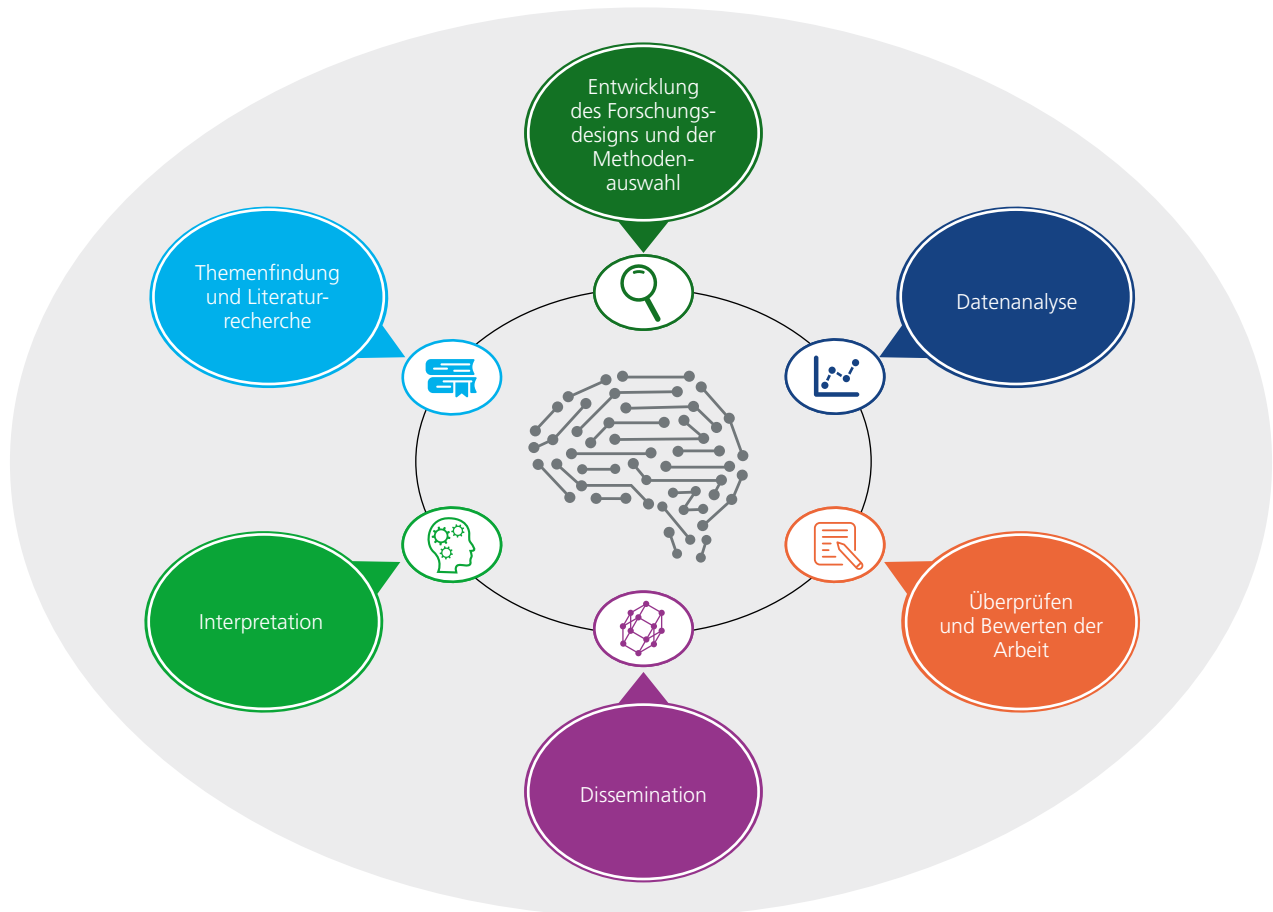 Entwicklung
des Forschungs-
designs und der
Methoden-
auswahl
Themenfindung
und Literatur-
recherche
Datenanalyse
Interpretation
Überprüfen
und Bewerten der
Arbeit
Dissemination